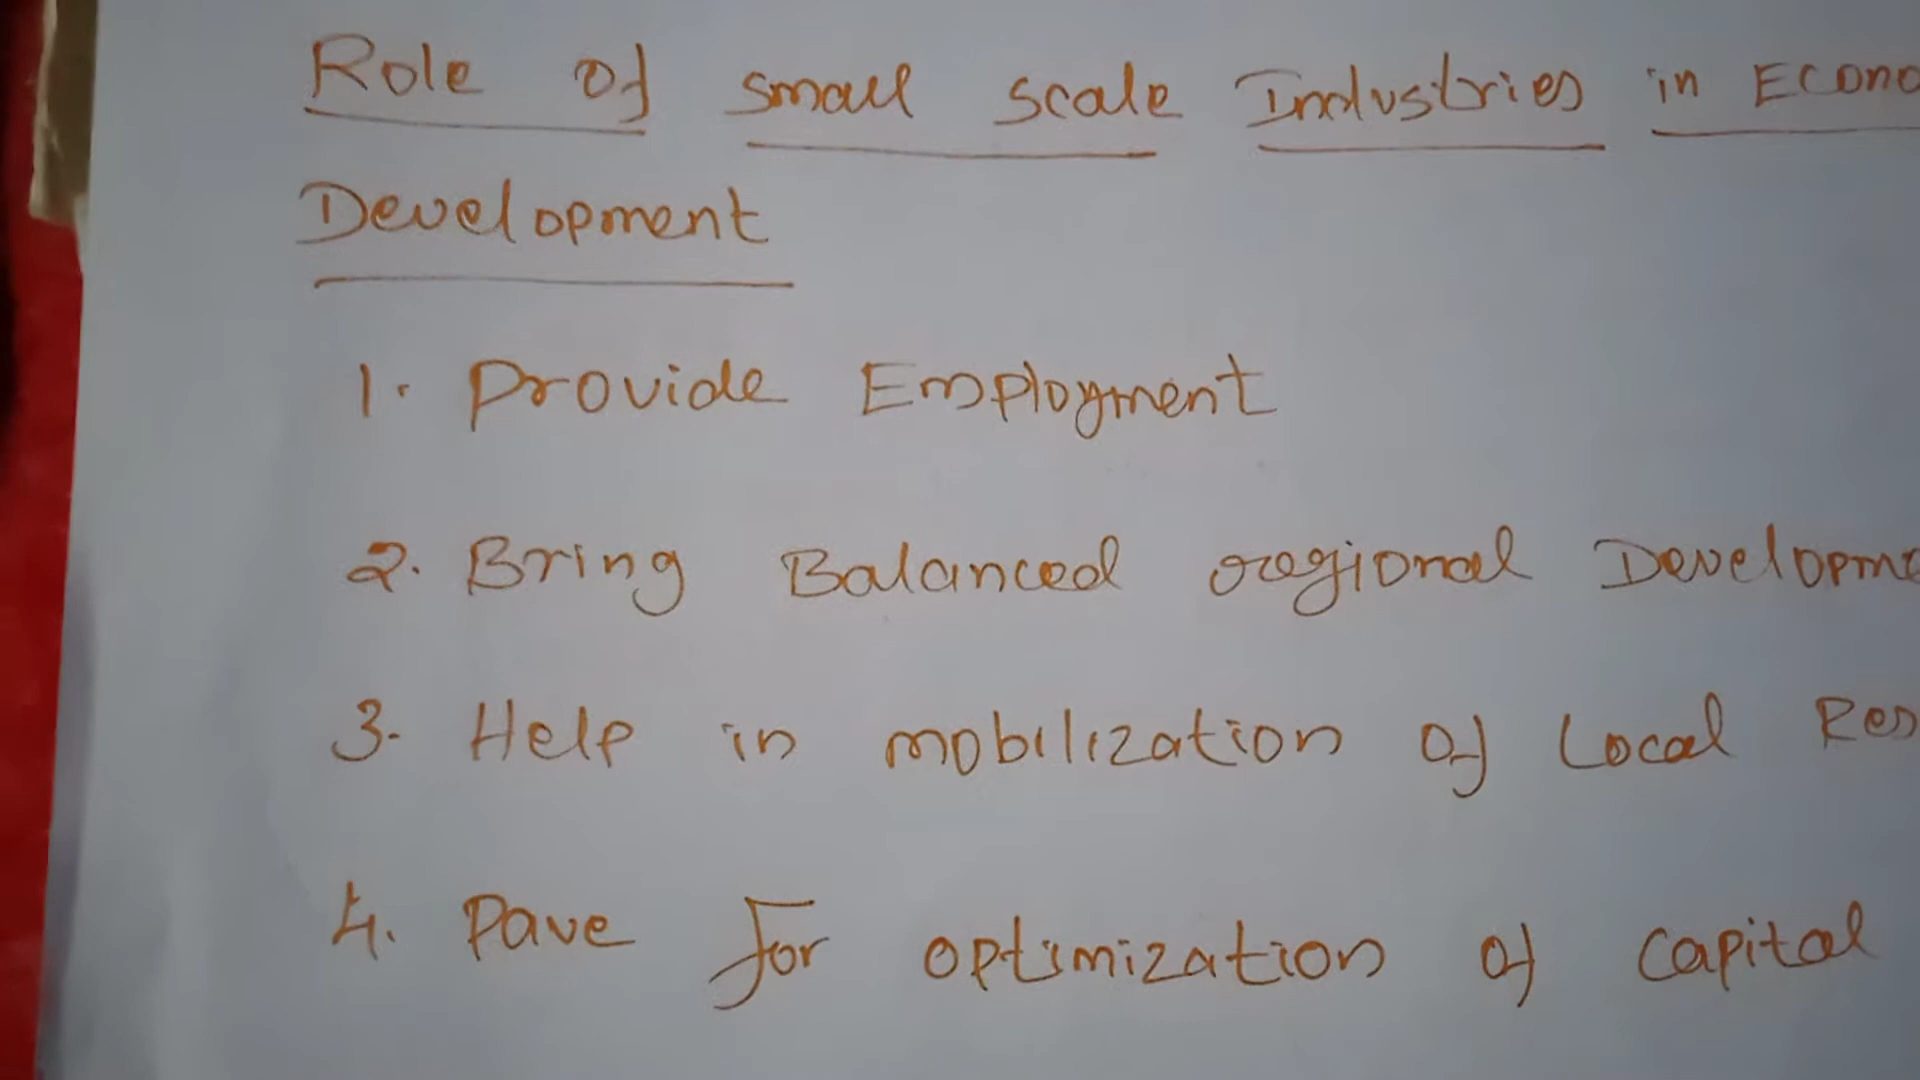 Role of small scale Industries in Econo
Development
1. Provide Employment
2. Bring Balanced regional Developme
3. Help in mobilization of Local Res
4. Pave for optimization of capital